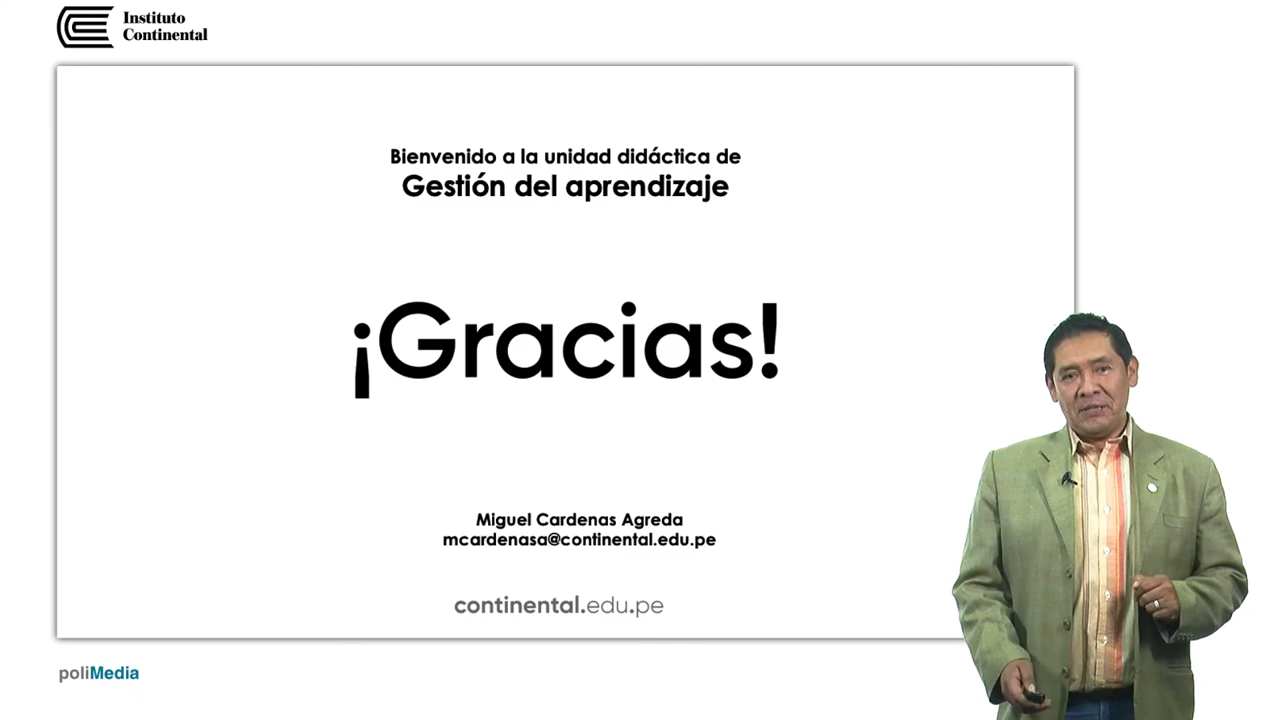 Instituto
Continental
Bienvenido a la unidad didáctica de
Gestión del aprendizaje
¡Gracias!
Miguel Cardenas Agreda
mcardenasa@continental.edu.pe
continental.edu.pe
poliMedia